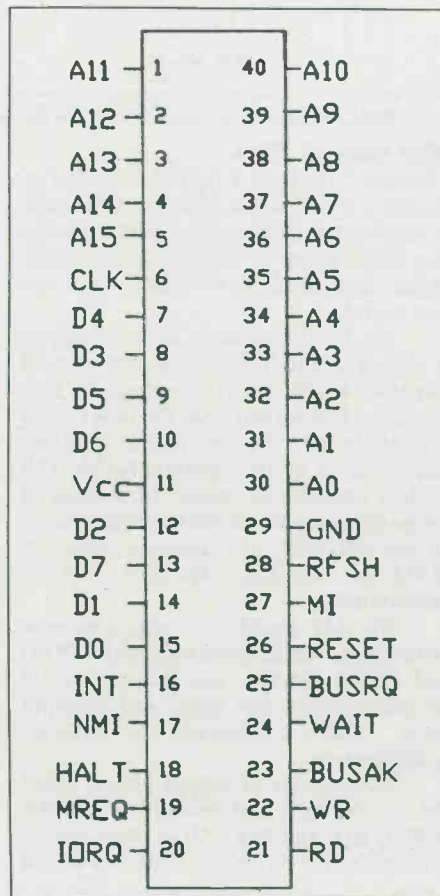 A11 1 40 A10
A12 2 39 A9
A13 3 38 A8
A14 4 37 A7
A15 5 36 A6
CLK 6 35 A5
D4 7 34 A4
D3 8 33 A3
D5 9 32 A2
D6 10 31 A1
Vcc 11 30 A0
D2 12 29 GND
D7 13 28 RFSH
D1 14 27 MI
D0 15 26 RESET
INT 16 25 BUSRQ
NMI 17 24 WAIT
HALT 18 23 BUSAK
MREQ 19 22 WR
IORQ 20 21 RD